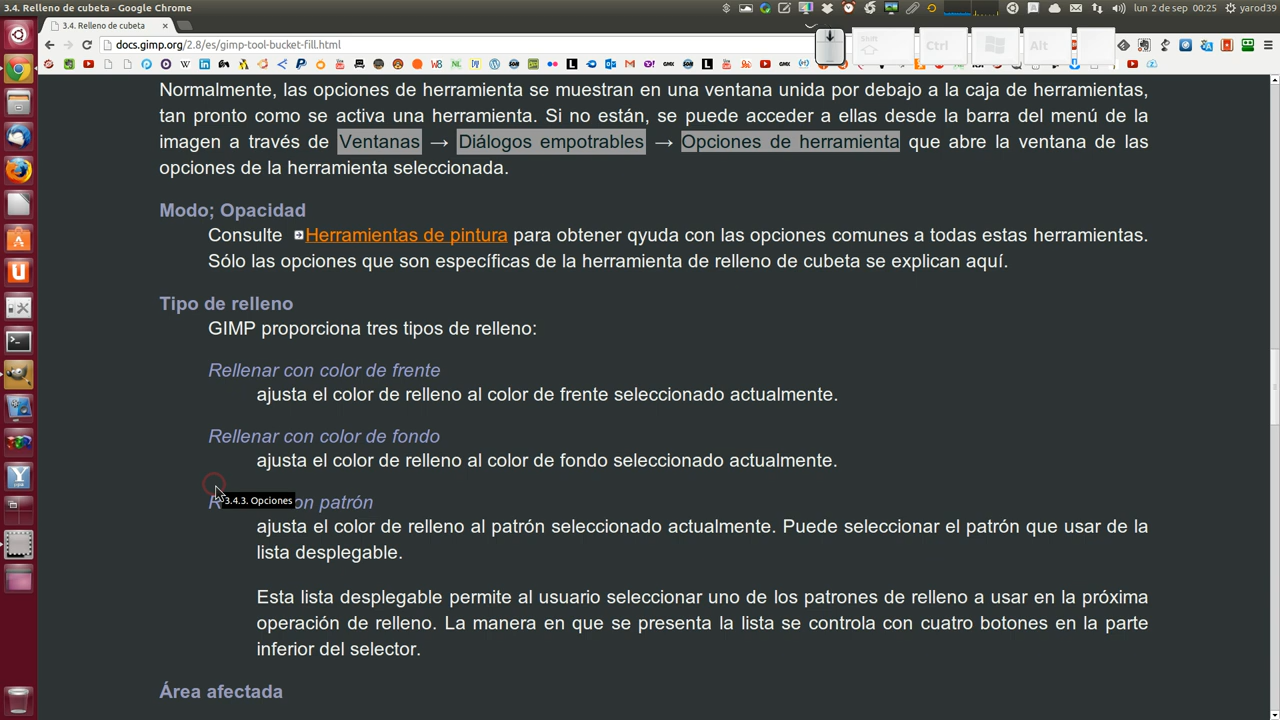 3.4. Relleno de cubeta - Google Chrome
lun 2 de sep 00:25
yarod39
3.4. Relleno de cubeta
docs.gimp.org/2.8/es/gimp-tool-bucket-fill.html
Shift
Ctrl
Alt
Normalmente, las opciones de herramienta se muestran en una ventana unida por debajo a la caja de herramientas,
tan pronto como se activa una herramienta. Si no están, se puede acceder a ellas desde la barra del menú de la
imagen a través de Ventanas → Diálogos empotrables → Opciones de herramienta que abre la ventana de las
opciones de la herramienta seleccionada.
Modo; Opacidad
Consulte Herramientas de pintura para obtener qyuda con las opciones comunes a todas estas herramientas.
Sólo las opciones que son específicas de la herramienta de relleno de cubeta se explican aquí.
Tipo de relleno
GIMP proporciona tres tipos de relleno:
Rellenar con color de frente
ajusta el color de relleno al color de frente seleccionado actualmente.
Rellenar con color de fondo
ajusta el color de relleno al color de fondo seleccionado actualmente.
3.4.3. Opciones
on patrón
ajusta el color de relleno al patrón seleccionado actualmente. Puede seleccionar el patrón que usar de la
lista desplegable.
Esta lista desplegable permite al usuario seleccionar uno de los patrones de relleno a usar en la próxima
operación de relleno. La manera en que se presenta la lista se controla con cuatro botones en la parte
inferior del selector.
Área afectada